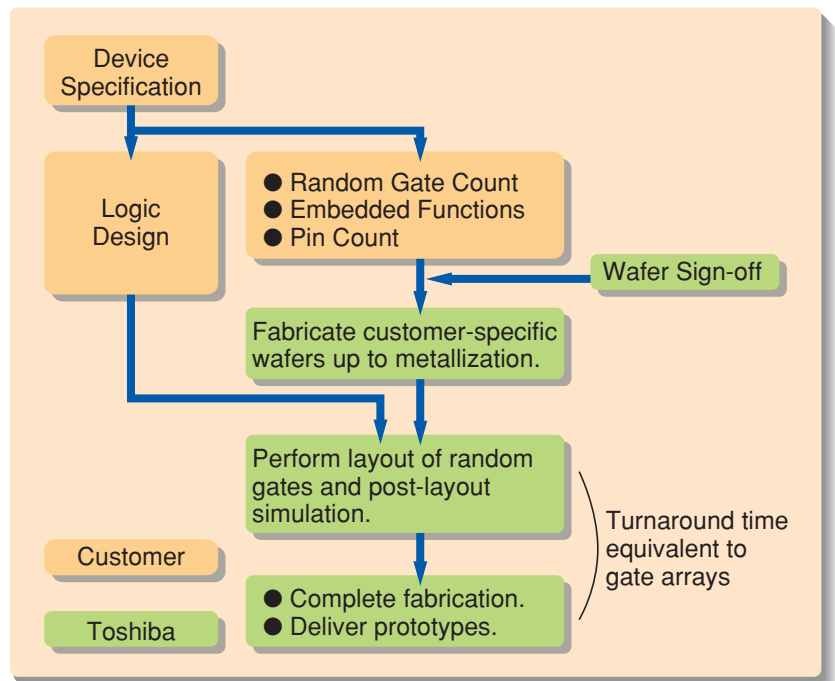 Device
Specification
Logic
Design
● Random Gate Count
● Embedded Functions
● Pin Count
Wafer Sign-off
Fabricate customer-specific
wafers up to metallization.
Perform layout of random
gates and post-layout
simulation.
Turnaround time
equivalent to
gate arrays
● Complete fabrication.
● Deliver prototypes.
Customer
Toshiba